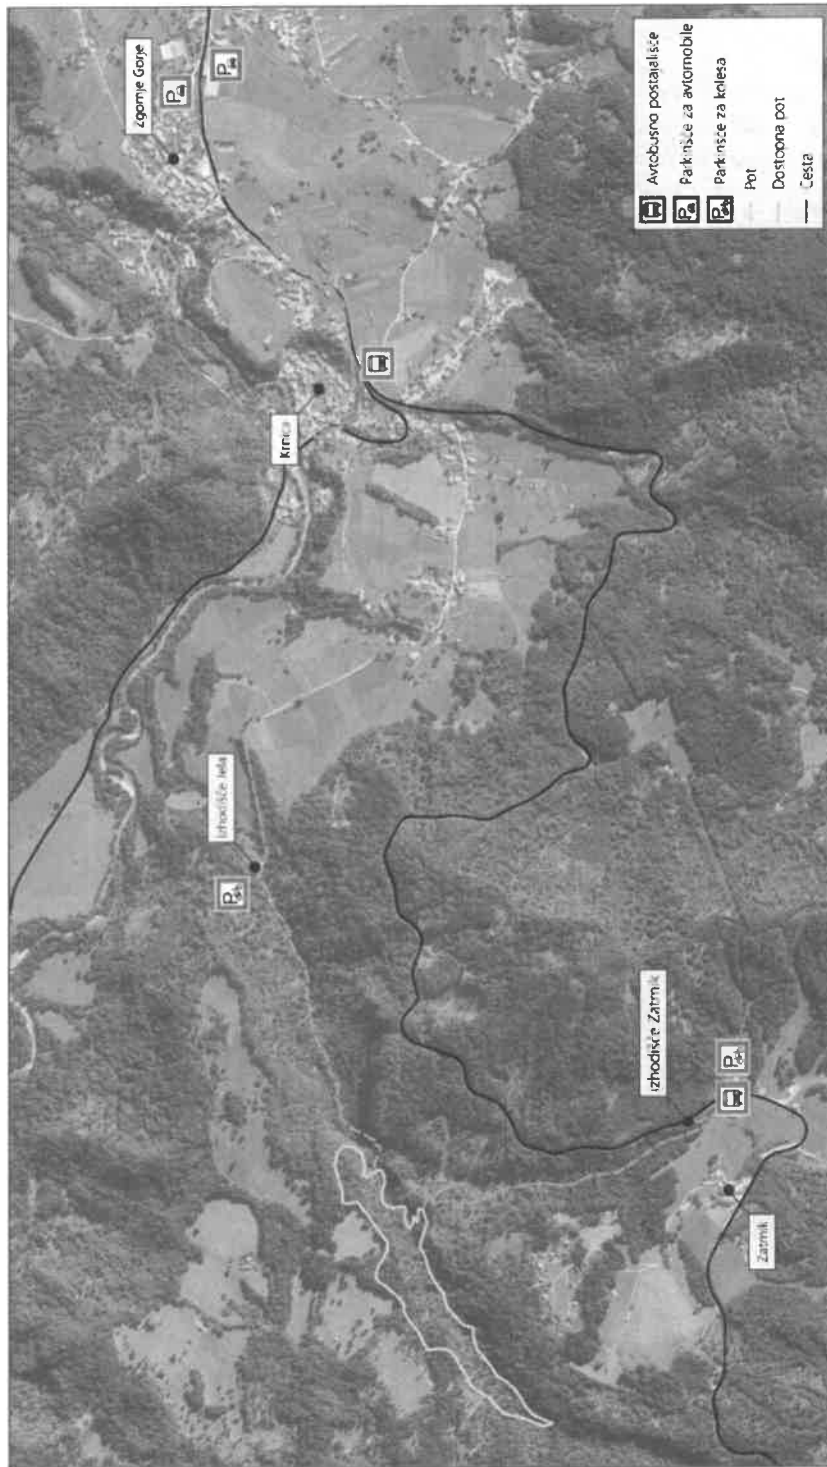 Zgornje Gorje
P
P
Krnica
Izhodišče Jela
P
Izhodišče Zatrnik
P
Zatrnik
Avtobusno postajališče
P Parkirišče za avtomobile
P Parkirišče za kolesa
Pot
Dostopna pot
Cesta